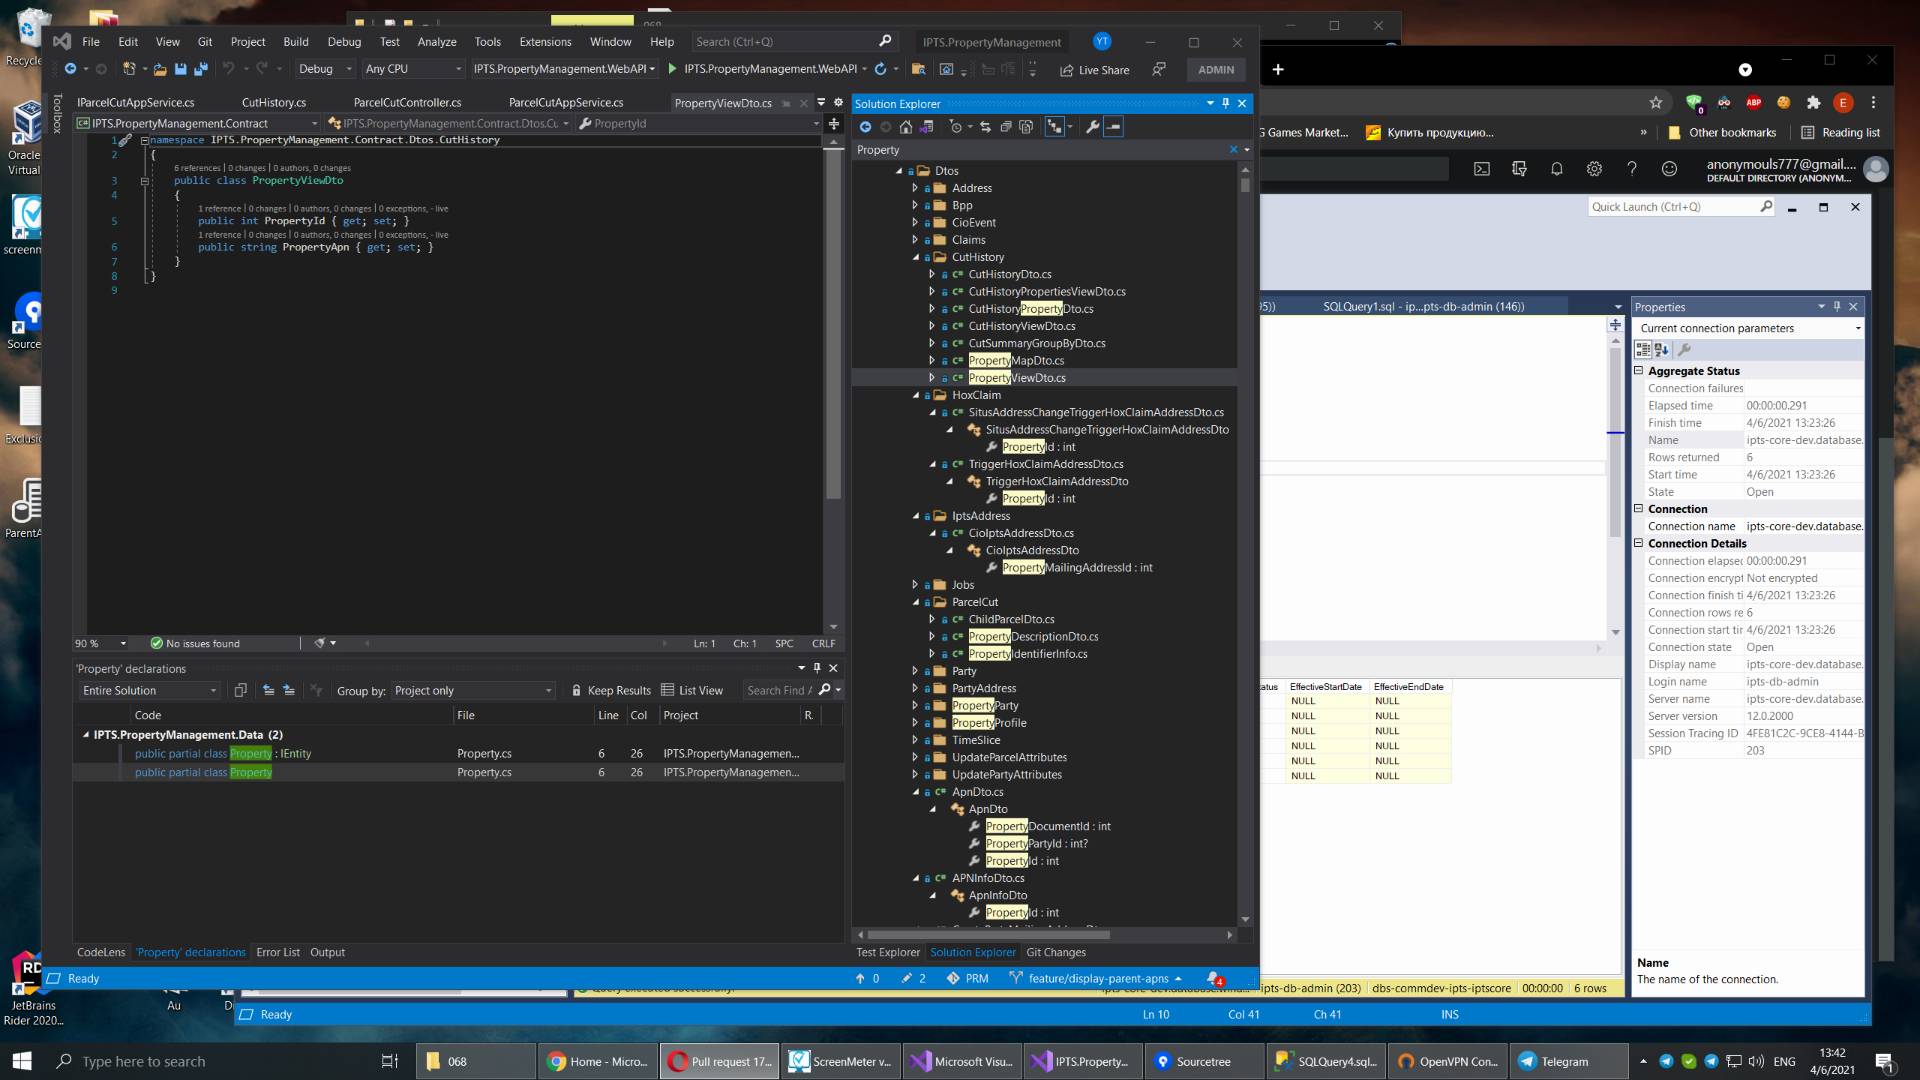 Recycle
Oracle
Virtual
screenm
Source
Exclusio
ParentA
JetBrains
Rider 2020...
Au
File Edit View Git Project Build Debug Test Analyze Tools Extensions Window Help Search (Ctrl+Q) IPTS.PropertyManagement YT
Debug Any CPU IPTS.PropertyManagement.WebAPI IPTS.PropertyManagement.WebAPI Live Share ADMIN
Toolbox
IParcelCutAppService.cs CutHistory.cs ParcelCutController.cs ParcelCutAppService.cs PropertyViewDto.cs
IPTS.PropertyManagement.Contract IPTS.PropertyManagement.Contract.Dtos.Cu PropertyId
1 namespace IPTS.PropertyManagement.Contract.Dtos.CutHistory
2 {
6 references | 0 changes | 0 authors, 0 changes
3 public class PropertyViewDto
4 {
1 reference | 0 changes | 0 authors, 0 changes | 0 exceptions, - live
5 public int PropertyId { get; set; }
1 reference | 0 changes | 0 authors, 0 changes | 0 exceptions, - live
6 public string PropertyApn { get; set; }
7 }
8 }
9
90 % No issues found Ln: 1 Ch: 1 SPC CRLF
'Property' declarations
Entire Solution Group by: Project only Keep Results List View Search Find A
Code File Line Col Project R.
IPTS.PropertyManagement.Data (2)
public partial class Property : IEntity Property.cs 6 26 IPTS.PropertyManagemen...
public partial class Property Property.cs 6 26 IPTS.PropertyManagemen...
CodeLens 'Property' declarations Error List Output
Solution Explorer
Property
Dtos
Address
Bpp
CioEvent
Claims
CutHistory
CutHistoryDto.cs
CutHistoryPropertiesViewDto.cs
CutHistoryPropertyDto.cs
CutHistoryViewDto.cs
CutSummaryGroupByDto.cs
PropertyMapDto.cs
PropertyViewDto.cs
HoxClaim
SitusAddressChangeTriggerHoxClaimAddressDto.cs
SitusAddressChangeTriggerHoxClaimAddressDto
PropertyId : int
TriggerHoxClaimAddressDto.cs
TriggerHoxClaimAddressDto
PropertyId : int
IptsAddress
CioIptsAddressDto.cs
CioIptsAddressDto
PropertyMailingAddressId : int
Jobs
ParcelCut
ChildParcelDto.cs
PropertyDescriptionDto.cs
PropertyIdentifierInfo.cs
Party
PartyAddress
PropertyParty
PropertyProfile
TimeSlice
UpdateParcelAttributes
UpdatePartyAttributes
ApnDto.cs
ApnDto
PropertyDocumentId : int
PropertyPartyId : int?
PropertyId : int
APNInfoDto.cs
ApnInfoDto
PropertyId : int
Test Explorer Solution Explorer Git Changes
Ready 0 2 PRM feature/display-parent-apns 4
068
ABP E
G Games Market... Купить продукцию... » Other bookmarks Reading list
anonymouls777@gmail....
DEFAULT DIRECTORY (ANONYM...
Quick Launch (Ctrl+Q)
95)) SQLQuery1.sql - ip...pts-db-admin (146))
tatus EffectiveStartDate EffectiveEndDate
NULL NULL
NULL NULL
NULL NULL
NULL NULL
NULL NULL
NULL NULL
Properties
Current connection parameters
Aggregate Status
Connection failures
Elapsed time 00:00:00.291
Finish time 4/6/2021 13:23:26
Name ipts-core-dev.database.
Rows returned 6
Start time 4/6/2021 13:23:26
State Open
Connection
Connection name ipts-core-dev.database.
Connection Details
Connection elapsed 00:00:00.291
Connection encrypt Not encrypted
Connection finish ti 4/6/2021 13:23:26
Connection rows re 6
Connection start tir 4/6/2021 13:23:26
Connection state Open
Display name ipts-core-dev.database.
Login name ipts-db-admin
Server name ipts-core-dev.database.
Server version 12.0.2000
Session Tracing ID 4FE81C2C-9CE8-4144-B
SPID 203
Name
The name of the connection.
Query executed successfully. ipts-db-admin (203) dbs-commdev-ipts-iptscore 00:00:00 6 rows
Ready Ln 10 Col 41 Ch 41 INS
Type here to search 068 Home - Micro... Pull request 17... ScreenMeter v... Microsoft Visu... IPTS.Property... Sourcetree SQLQuery4.sql... OpenVPN Con... Telegram ENG 13:42
4/6/2021 1